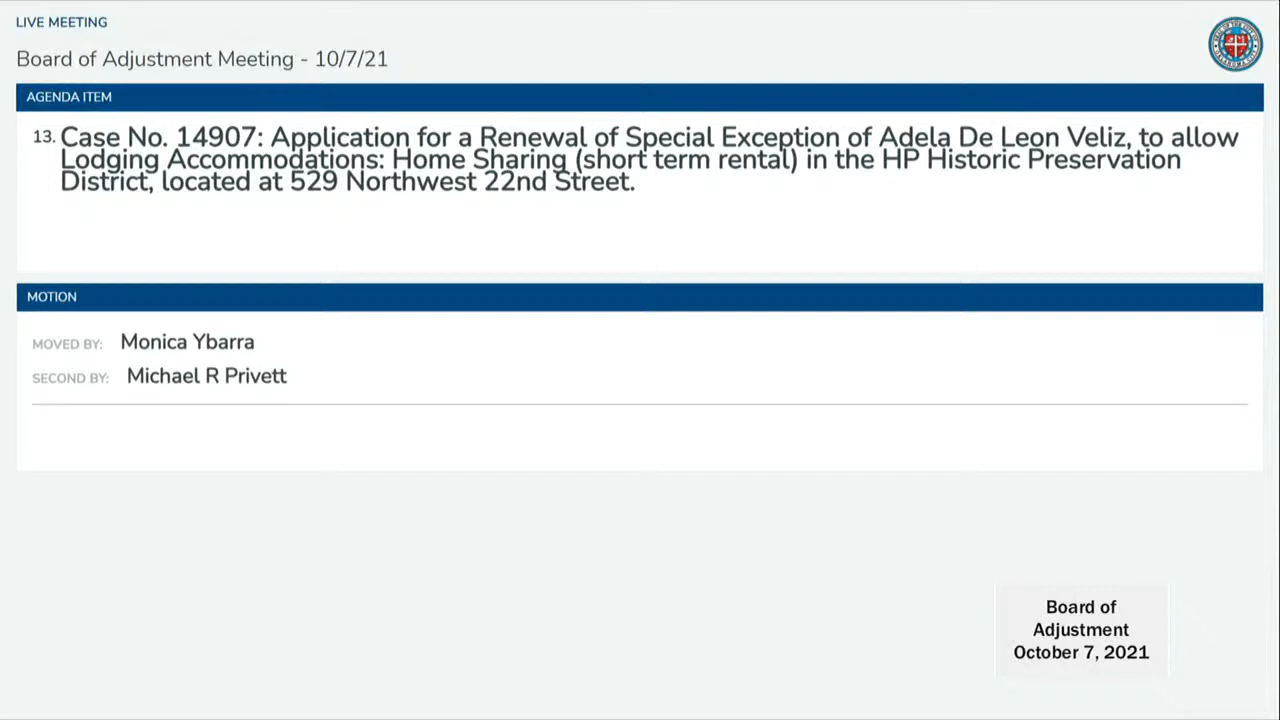 LIVE MEETING
Board of Adjustment Meeting - 10/7/21
AGENDA ITEM
13. Case No. 14907: Application for a Renewal of Special Exception of Adela De Leon Veliz, to allow
Lodging Accommodations: Home Sharing (short term rental) in the HP Historic Preservation
District, located at 529 Northwest 22nd Street.
MOTION
MOVED BY: Monica Ybarra
SECOND BY: Michael R Privett
Board of
Adjustment
October 7, 2021